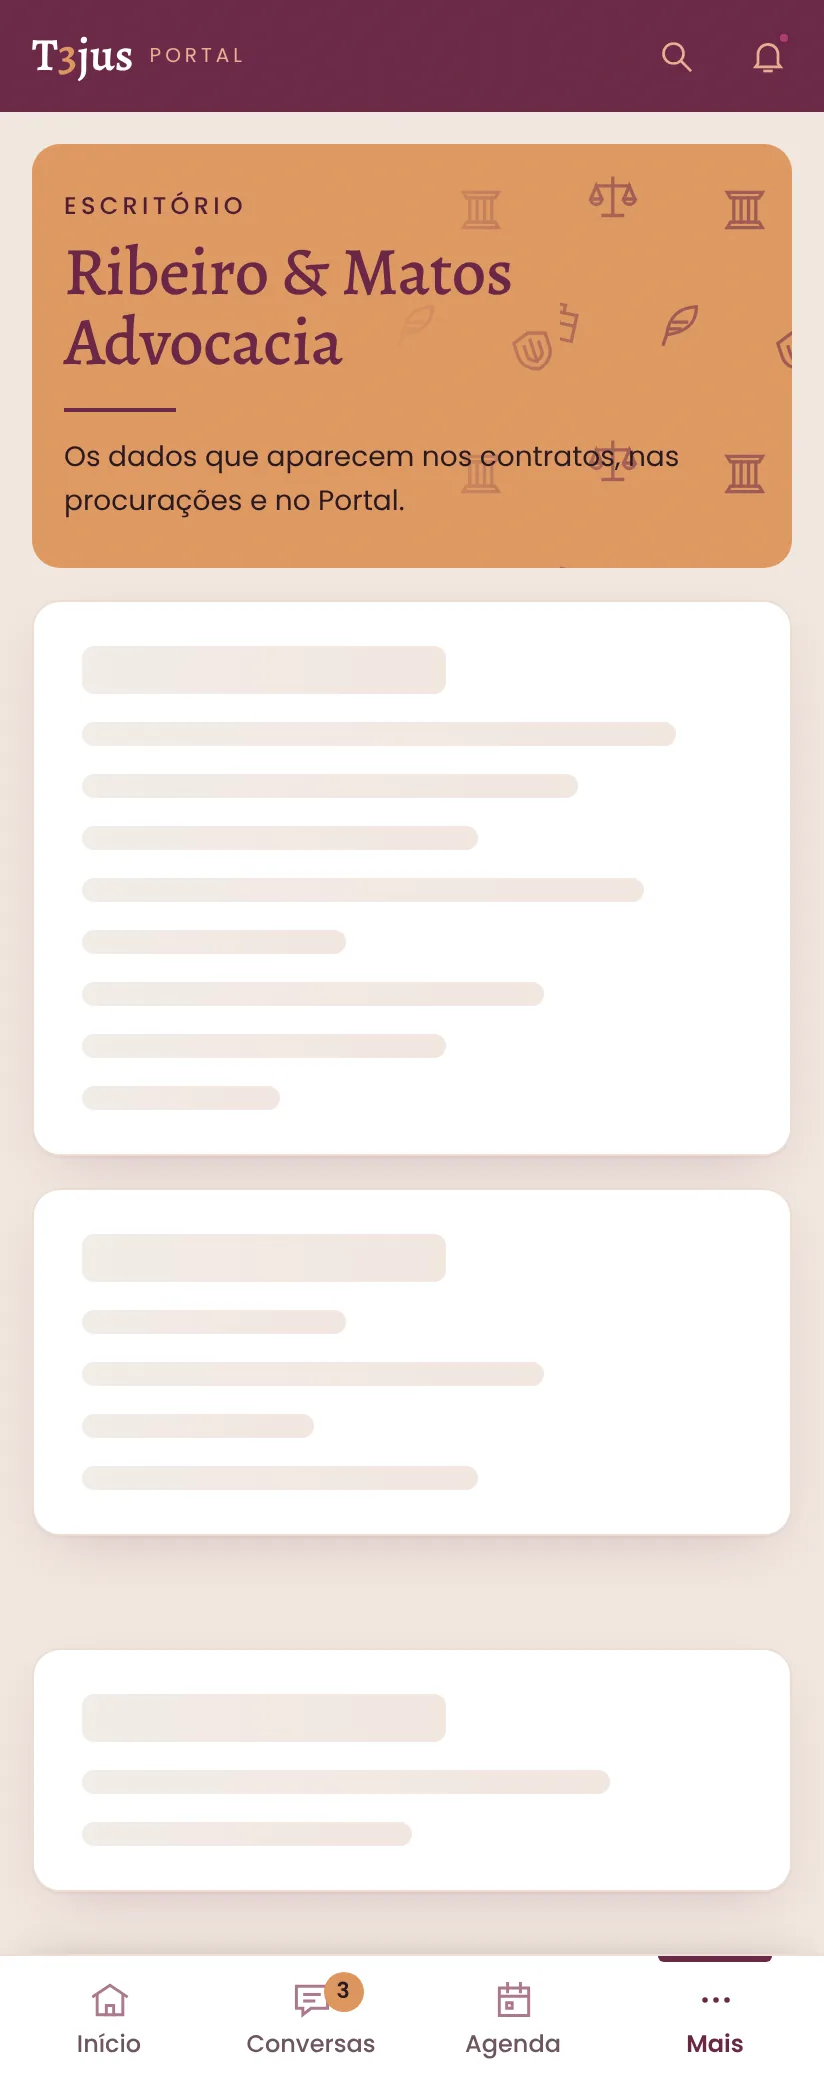 T3jus PORTAL
ESCRITÓRIO
Ribeiro & Matos
Advocacia
Os dados que aparecem nos contratos, nas
procurações e no Portal.
3
Início
Conversas
Agenda
Mais